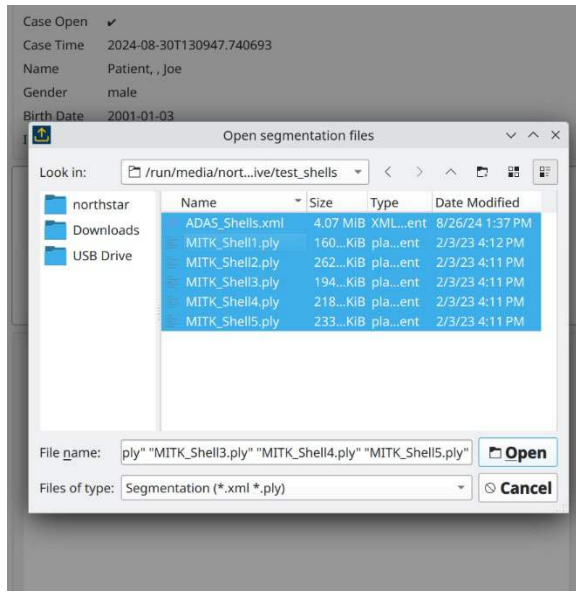 Case Open ✔
Case Time 2024-08-30T130947.740693
Name Patient, , Joe
Gender male
Birth Date 2001-01-03
Open segmentation files
Look in: /run/media/nort...ive/test_shells
northstar
Downloads
USB Drive
Name Size Type Date Modified
ADAS_Shells.xml 4.07 MiB XML...ent 8/26/24 1:37 PM
MITK_Shell1.ply 160...KiB pla...ent 2/3/23 4:12 PM
MITK_Shell2.ply 262...KiB pla...ent 2/3/23 4:11 PM
MITK_Shell3.ply 194...KiB pla...ent 2/3/23 4:11 PM
MITK_Shell4.ply 218...KiB pla...ent 2/3/23 4:11 PM
MITK_Shell5.ply 233...KiB pla...ent 2/3/23 4:11 PM
File name: ply" "MITK_Shell3.ply" "MITK_Shell4.ply" "MITK_Shell5.ply" Open
Files of type: Segmentation (*.xml *.ply) Cancel